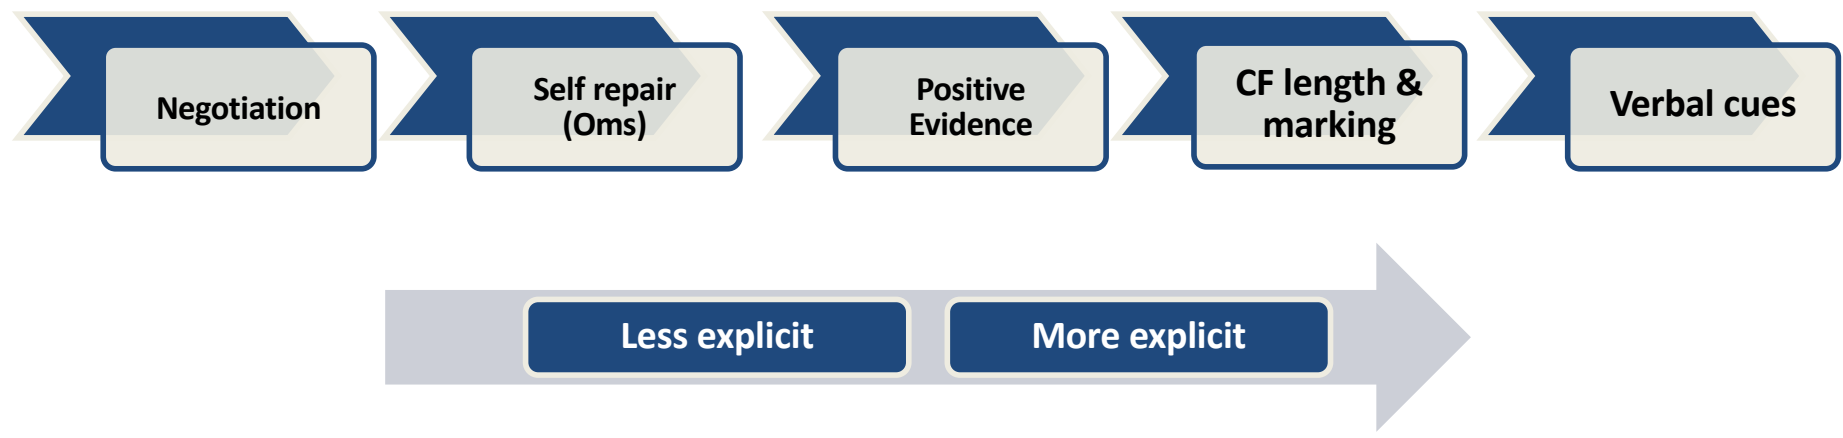 Negotiation
Self repair
(Oms)
Positive
Evidence
CF length &
marking
Verbal cues
Less explicit
More explicit